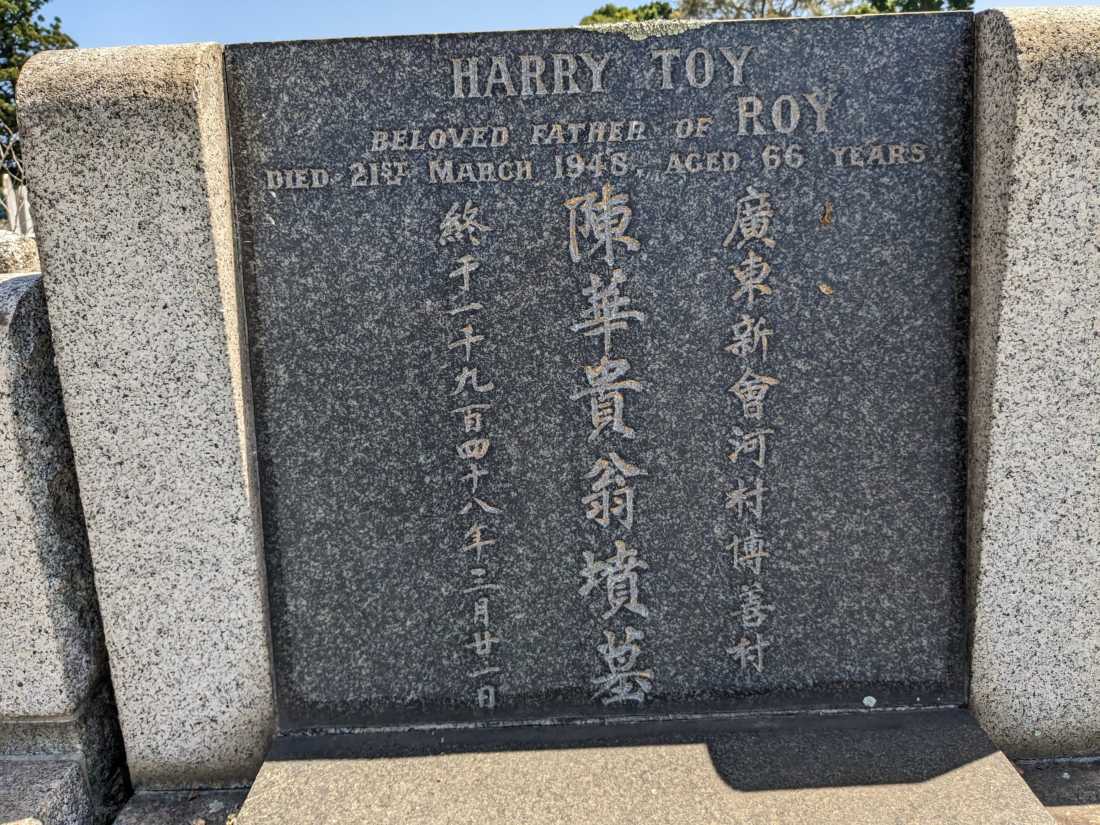 HARRY TOY
BELOVED FATHER OF ROY
DIED 21ST MARCH 1948, AGED 66 YEARS
廣東新會河村博善村
陳華貴翁墳墓
終于一千九百四十八年三月廿一日